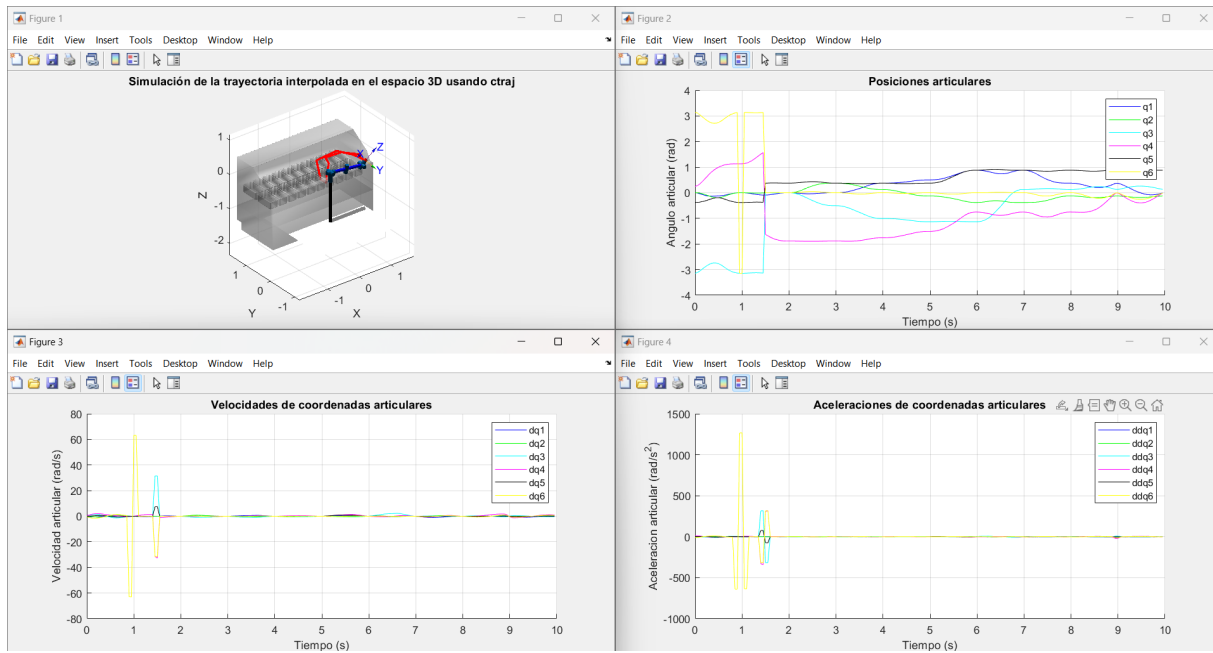 Figure 1
File Edit View Insert Tools Desktop Window Help
Simulación de la trayectoria interpolada en el espacio 3D usando ctraj
1
0
-1
-2
Z
X
Z
Y
1
0
-1
Y
-1
0
1
X
Figure 2
File Edit View Insert Tools Desktop Window Help
Posiciones articulares
4
3
2
1
0
-1
-2
-3
-4
Angulo articular (rad)
q1
q2
q3
q4
q5
q6
0 1 2 3 4 5 6 7 8 9 10
Tiempo (s)
Figure 3
File Edit View Insert Tools Desktop Window Help
Velocidades de coordenadas articulares
80
60
40
20
0
-20
-40
-60
-80
Velocidad articular (rad/s)
dq1
dq2
dq3
dq4
dq5
dq6
0 1 2 3 4 5 6 7 8 9 10
Tiempo (s)
Figure 4
File Edit View Insert Tools Desktop Window Help
Aceleraciones de coordenadas articulares
1500
1000
500
0
-500
-1000
Aceleracion articular (rad/s²)
ddq1
ddq2
ddq3
ddq4
ddq5
ddq6
0 1 2 3 4 5 6 7 8 9 10
Tiempo (s)